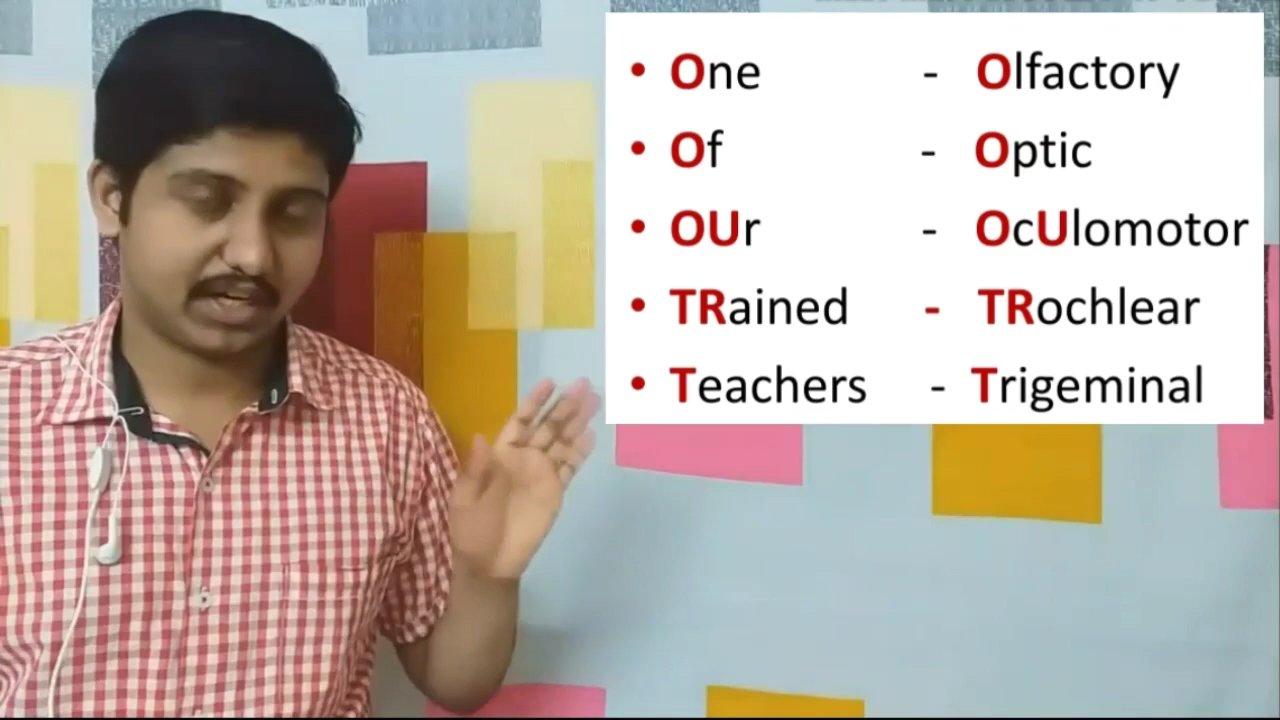 • One - Olfactory
• Of - Optic
• OUr - OcUlomotor
• TRained - TRochlear
• Teachers - Trigeminal